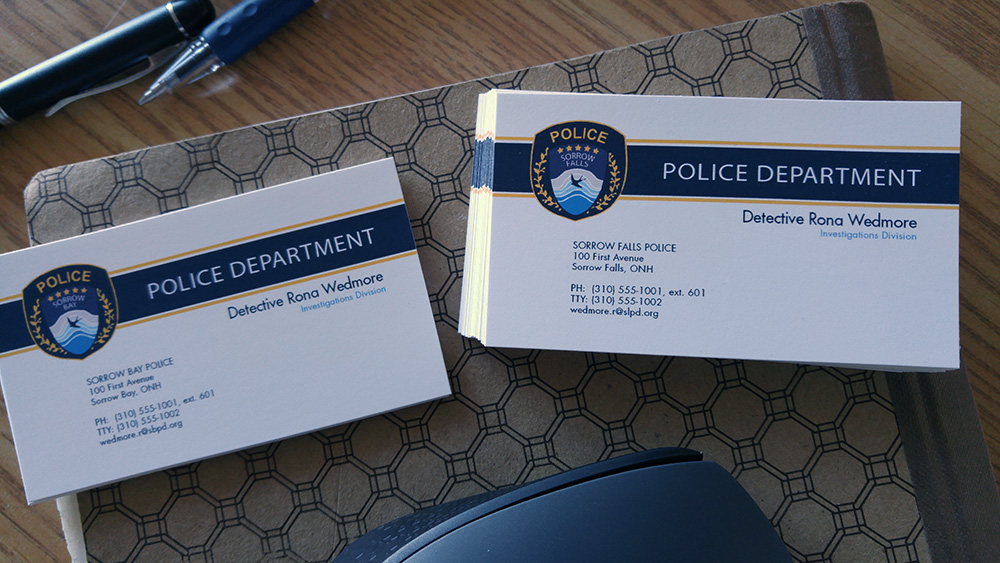 POLICE
SORROW
BAY
POLICE DEPARTMENT
Detective Rona Wedmore
Investigations Division
SORROW BAY POLICE
100 First Avenue
Sorrow Bay, ONH
PH: (310) 555-1001, ext. 601
TTY: (310) 555-1002
wedmore.r@sbpd.org
POLICE
SORROW
FALLS
POLICE DEPARTMENT
Detective Rona Wedmore
Investigations Division
SORROW FALLS POLICE
100 First Avenue
Sorrow Falls, ONH
PH: (310) 555-1001, ext. 601
TTY: (310) 555-1002
wedmore.r@slpd.org